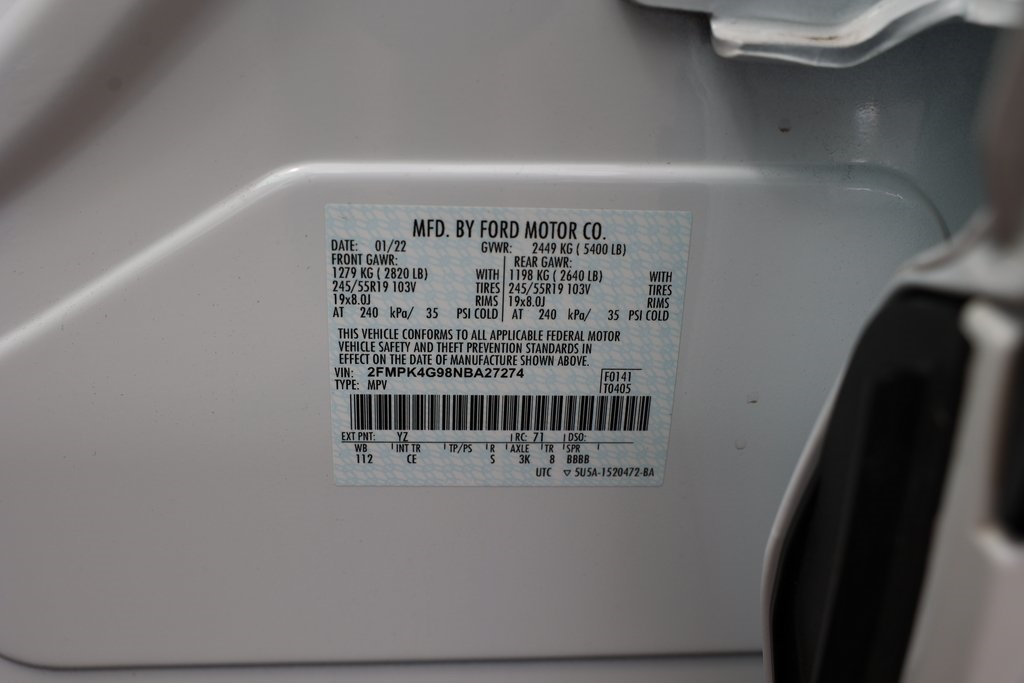 MFD. BY FORD MOTOR CO.
DATE: 01/22 GVWR: 2449 KG ( 5400 LB)
FRONT GAWR: REAR GAWR:
1279 KG ( 2820 LB) WITH 1198 KG ( 2640 LB) WITH
245/55R19 103V TIRES 245/55R19 103V TIRES
19x8.0J RIMS 19x8.0J RIMS
AT 240 kPa/ 35 PSI COLD AT 240 kPa/ 35 PSI COLD
THIS VEHICLE CONFORMS TO ALL APPLICABLE FEDERAL MOTOR
VEHICLE SAFETY AND THEFT PREVENTION STANDARDS IN
EFFECT ON THE DATE OF MANUFACTURE SHOWN ABOVE.
VIN: 2FMPK4G98NBA27274 F0141
TYPE: MPV T0405
EXT PNT: YZ RC: 71 DSO:
WB INT TR TP/PS R AXLE TR SPR
112 CE 5 3K 8 BBBB
UTC ▽ 5U5A-1520472-BA